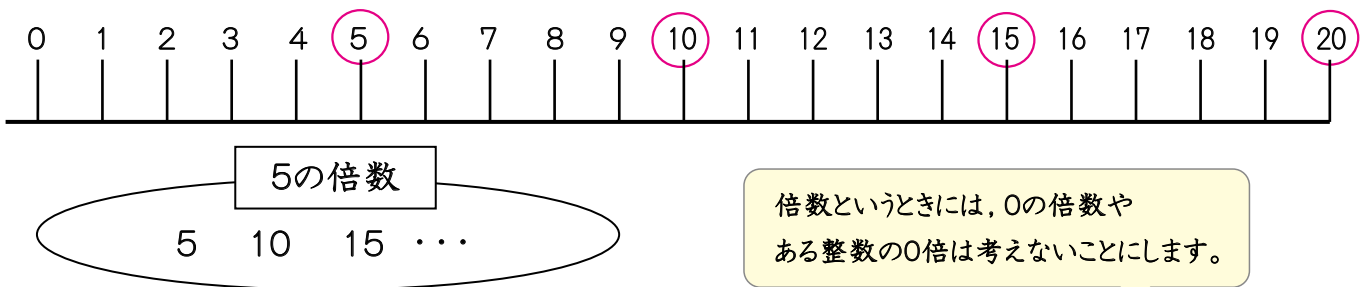 0 1 2 3 4 5 6 7 8 9 10 11 12 13 14 15 16 17 18 19 20
5の倍数
5 10 15 ・・・
倍数というときには,0の倍数や
ある整数の0倍は考えないことにします。